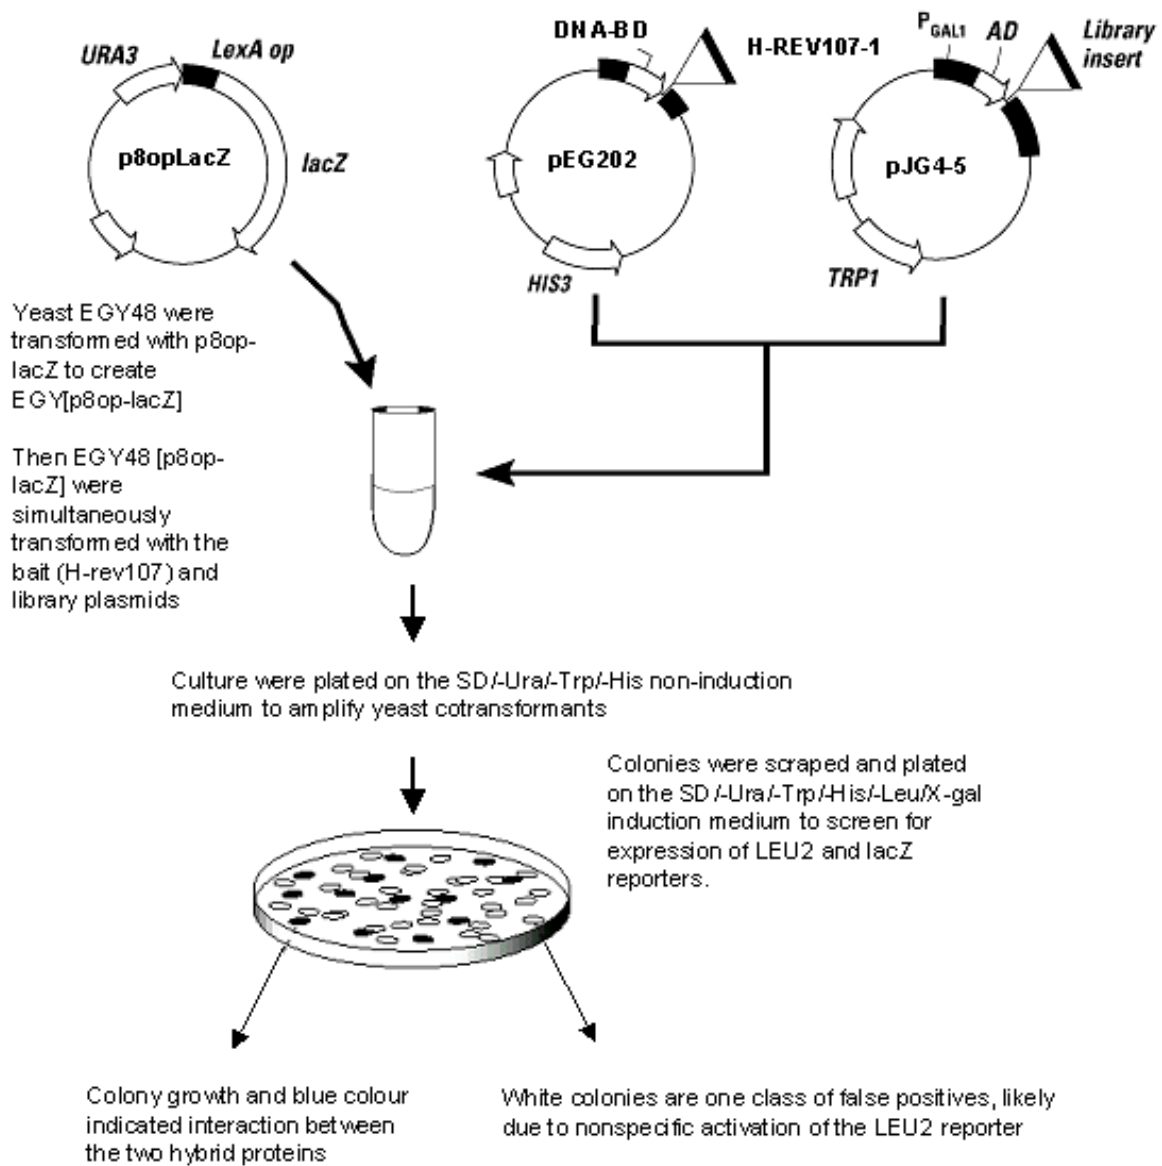 URA3
LexA op
p8opLacZ
lacZ
DNA-BD
H-REV107-1
pEG202
HIS3
PGAL1
AD
Library
insert
pJG4-5
TRP1
Yeast EGY48 were
transformed with p8op-
lacZ to create
EGY[p8op-lacZ]
Then EGY48 [p8op-
lacZ] were
simultaneously
transformed with the
bait (H-rev107) and
library plasmids
Culture were plated on the SD/-Ura/-Trp/-His non-induction
medium to amplify yeast cotransformants
Colonies were scraped and plated
on the SD/-Ura/-Trp/-His/-Leu/X-gal
induction medium to screen for
expression of LEU2 and lacZ
reporters.
Colony growth and blue colour
indicated interaction between
the two hybrid proteins
White colonies are one class of false positives, likely
due to nonspecific activation of the LEU2 reporter